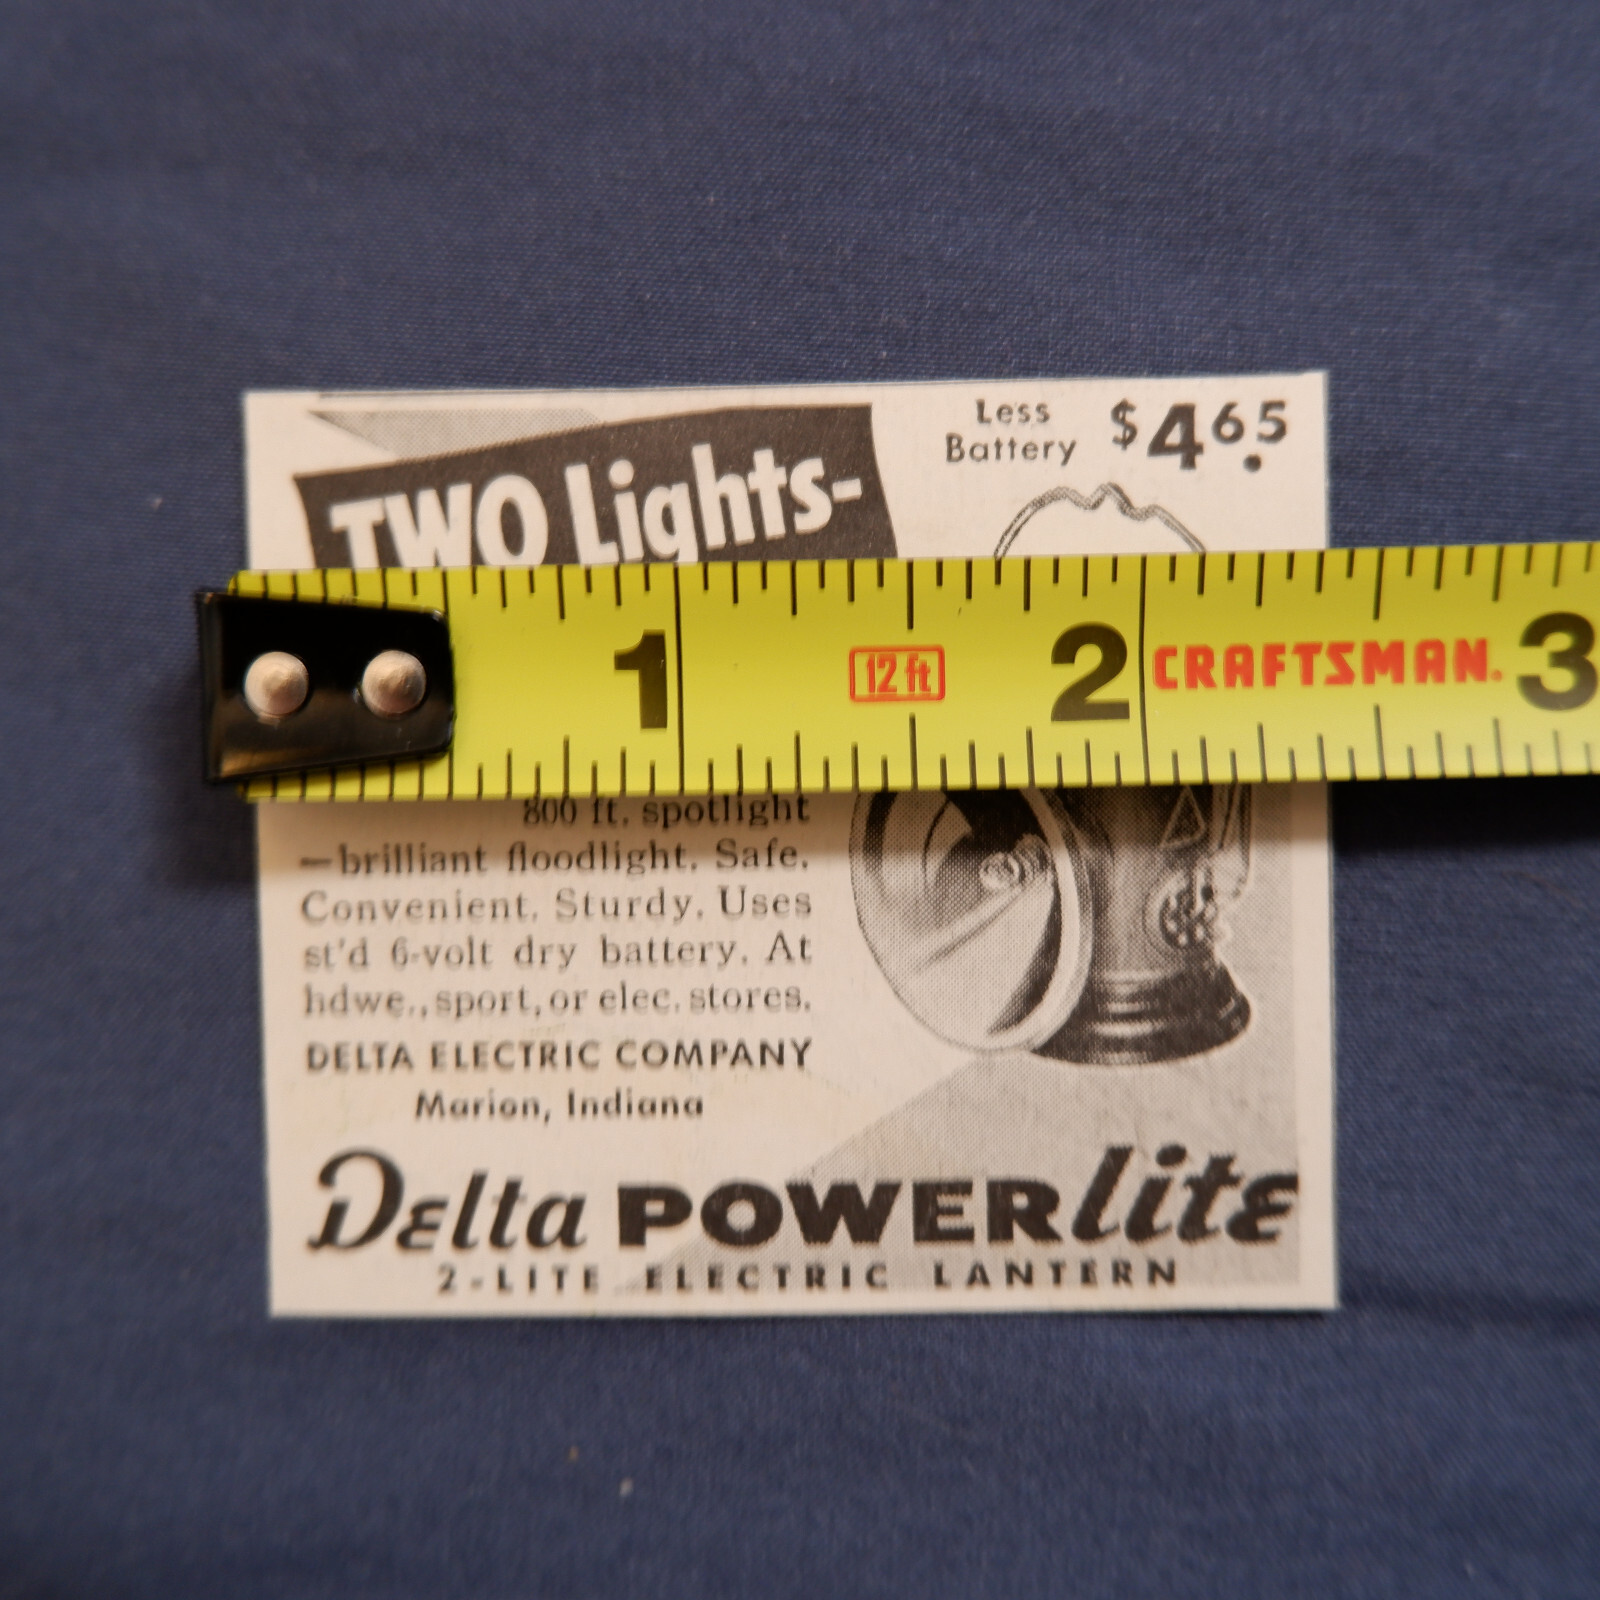 Less
Battery
$4.65
TWO Lights-
1 12 ft 2 CRAFTSMAN. 3
800 ft. spotlight
—brilliant floodlight. Safe.
Convenient. Sturdy. Uses
st'd 6-volt dry battery. At
hdwe., sport, or elec. stores.
DELTA ELECTRIC COMPANY
Marion, Indiana
Delta POWERlite
2-LITE ELECTRIC LANTERN